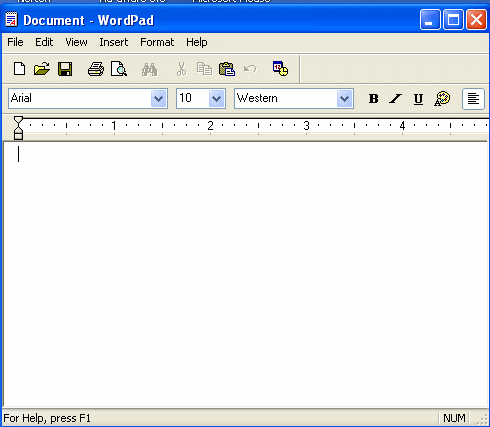 Document - WordPad
File Edit View Insert Format Help
Arial 10 Western B I U
1 2 3 4
For Help, press F1 NUM